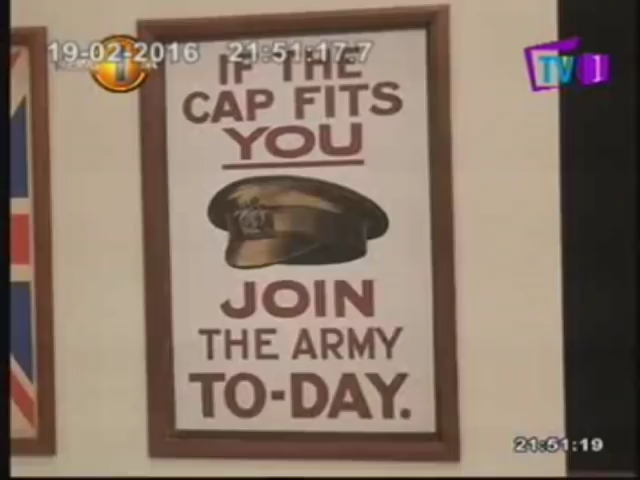 19-02-2016 21:51:17.7
1
TV 1
IF THE
CAP FITS
YOU
JOIN
THE ARMY
TO-DAY.
21:51:19